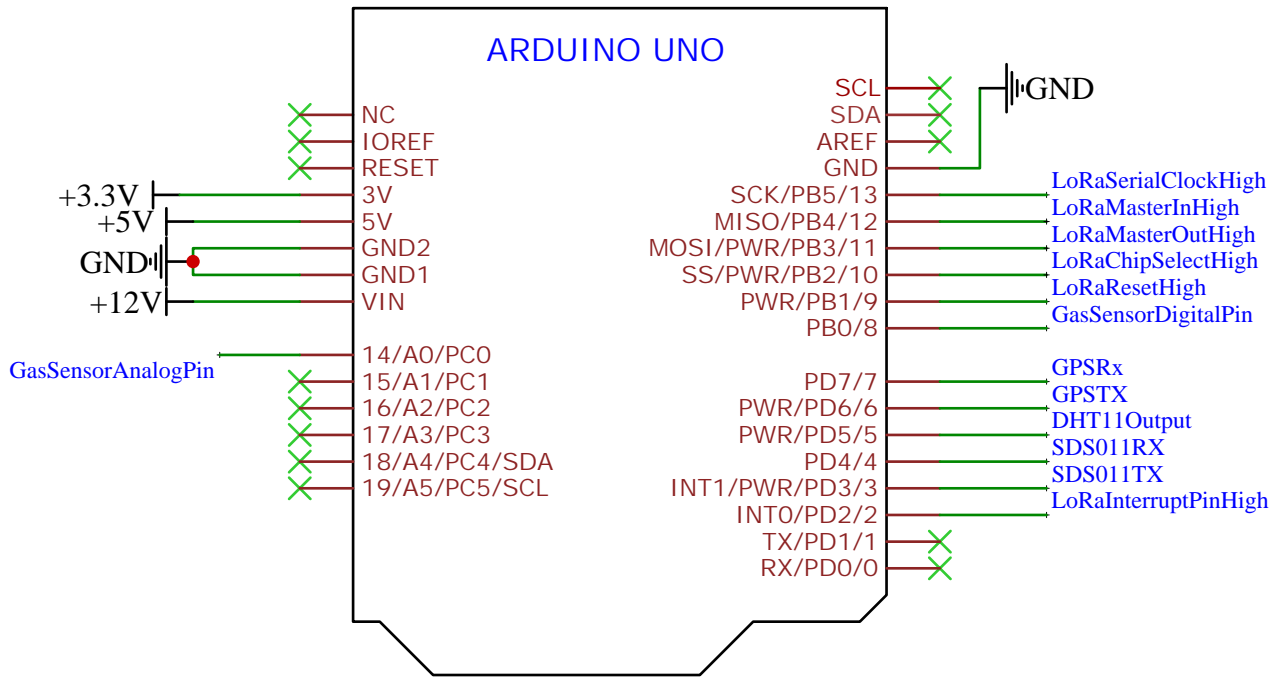 ARDUINO UNO
NC
IOREF
RESET
+3.3V 3V
+5V 5V
GND GND2
GND1
+12V VIN
GasSensorAnalogPin 14/A0/PC0
15/A1/PC1
16/A2/PC2
17/A3/PC3
18/A4/PC4/SDA
19/A5/PC5/SCL
SCL
SDA
AREF
GND GND
SCK/PB5/13 LoRaSerialClockHigh
MISO/PB4/12 LoRaMasterInHigh
MOSI/PWR/PB3/11 LoRaMasterOutHigh
SS/PWR/PB2/10 LoRaChipSelectHigh
PWR/PB1/9 LoRaResetHigh
PB0/8 GasSensorDigitalPin
PD7/7 GPSRx
PWR/PD6/6 GPSTX
PWR/PD5/5 DHT11Output
PD4/4 SDS011RX
INT1/PWR/PD3/3 SDS011TX
INT0/PD2/2 LoRaInterruptPinHigh
TX/PD1/1
RX/PD0/0